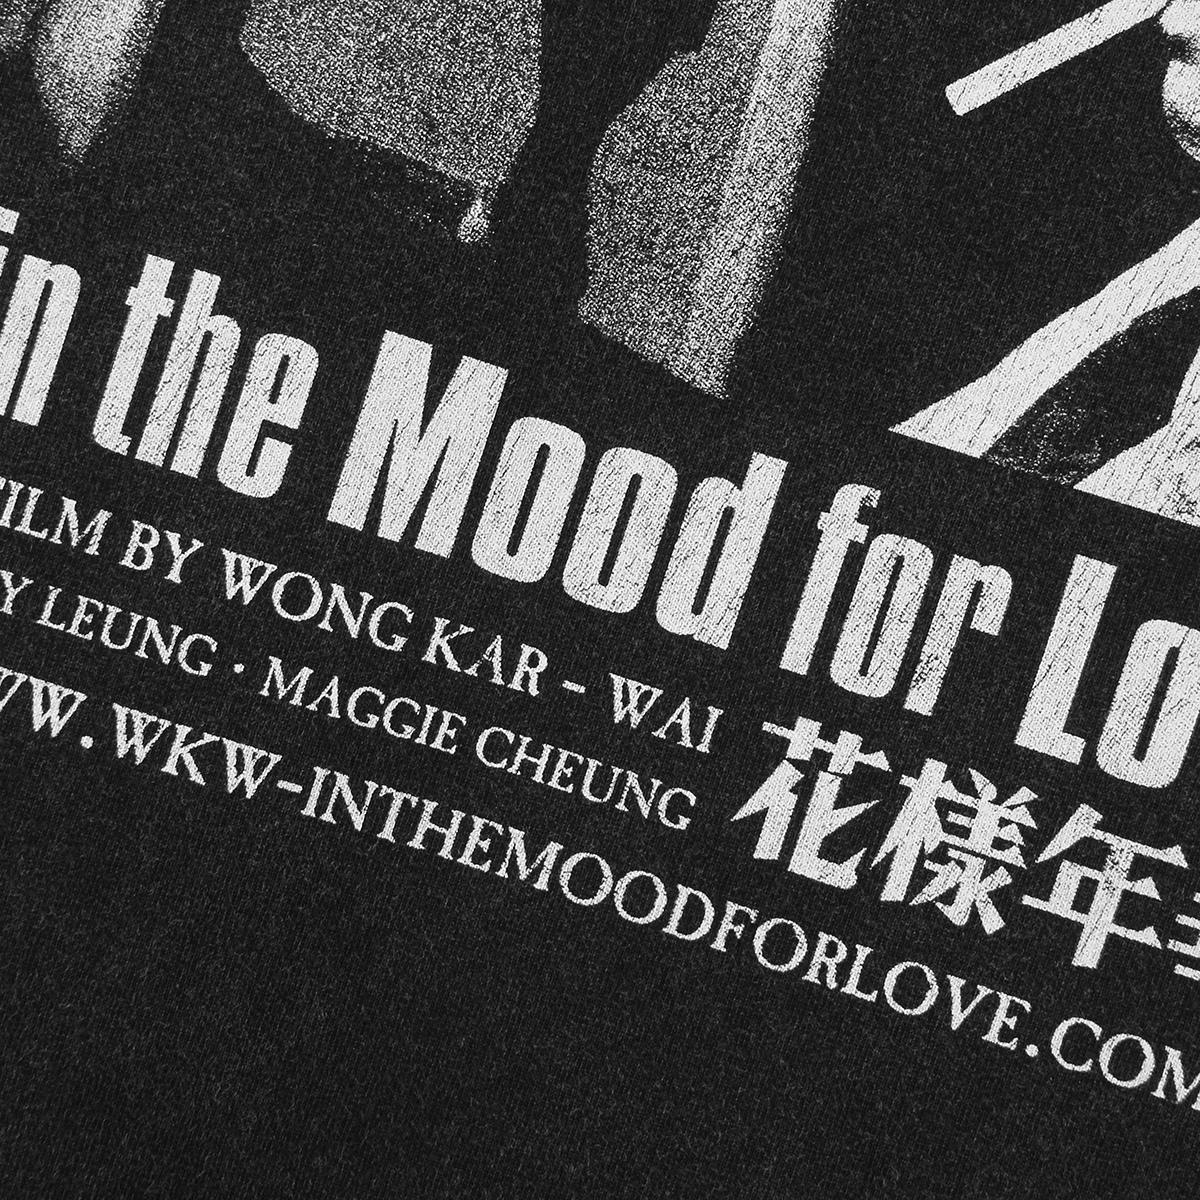 in the Mood for Lo
FILM BY WONG KAR - WAI
Y LEUNG · MAGGIE CHEUNG
花樣年
WW.WKW-INTHEMOODFORLOVE.COM